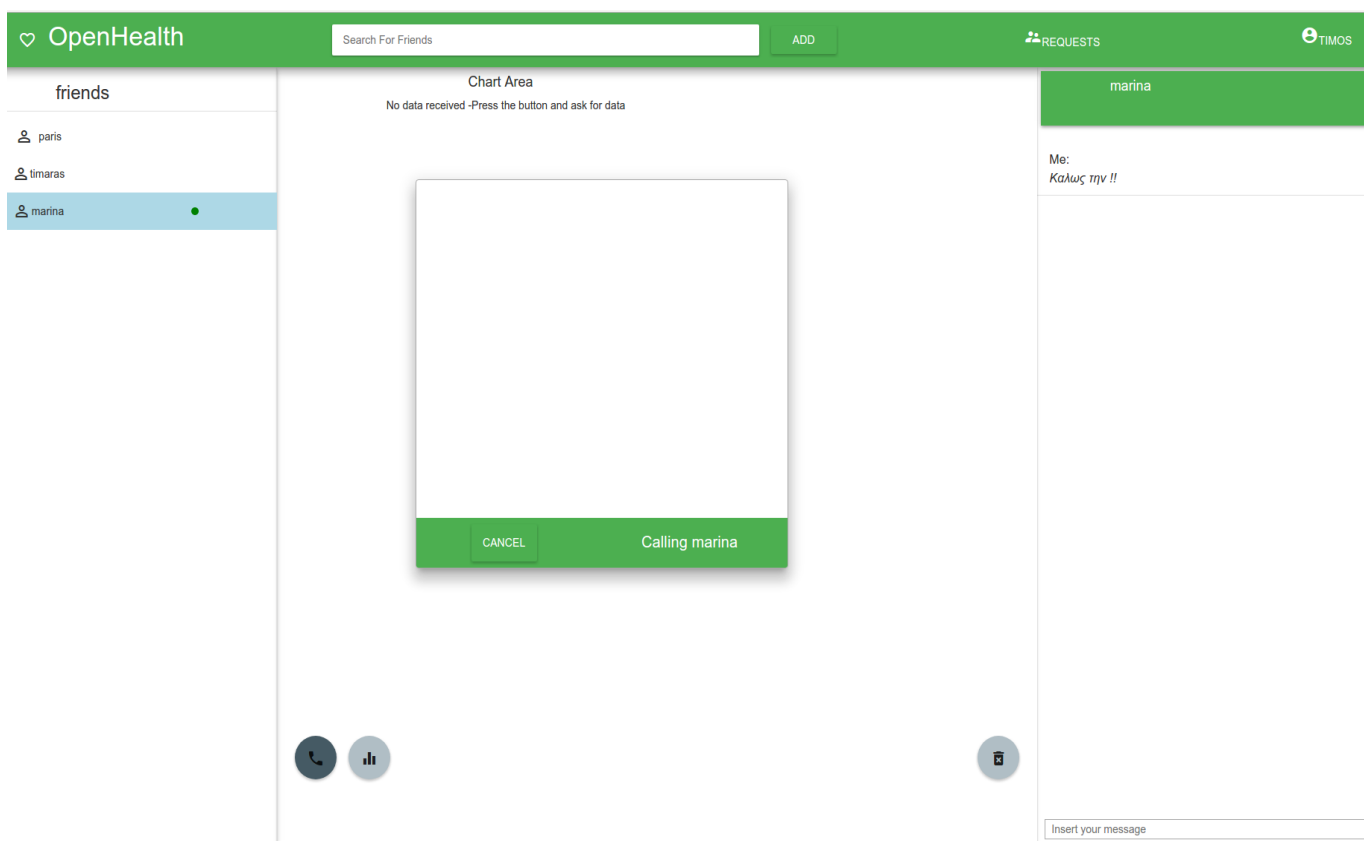 OpenHealth
Search For Friends
ADD
REQUESTS
TIMOS
friends
paris
timaras
marina
Chart Area
No data received -Press the button and ask for data
CANCEL
Calling marina
marina
Me:
Καλως την !!
Insert your message